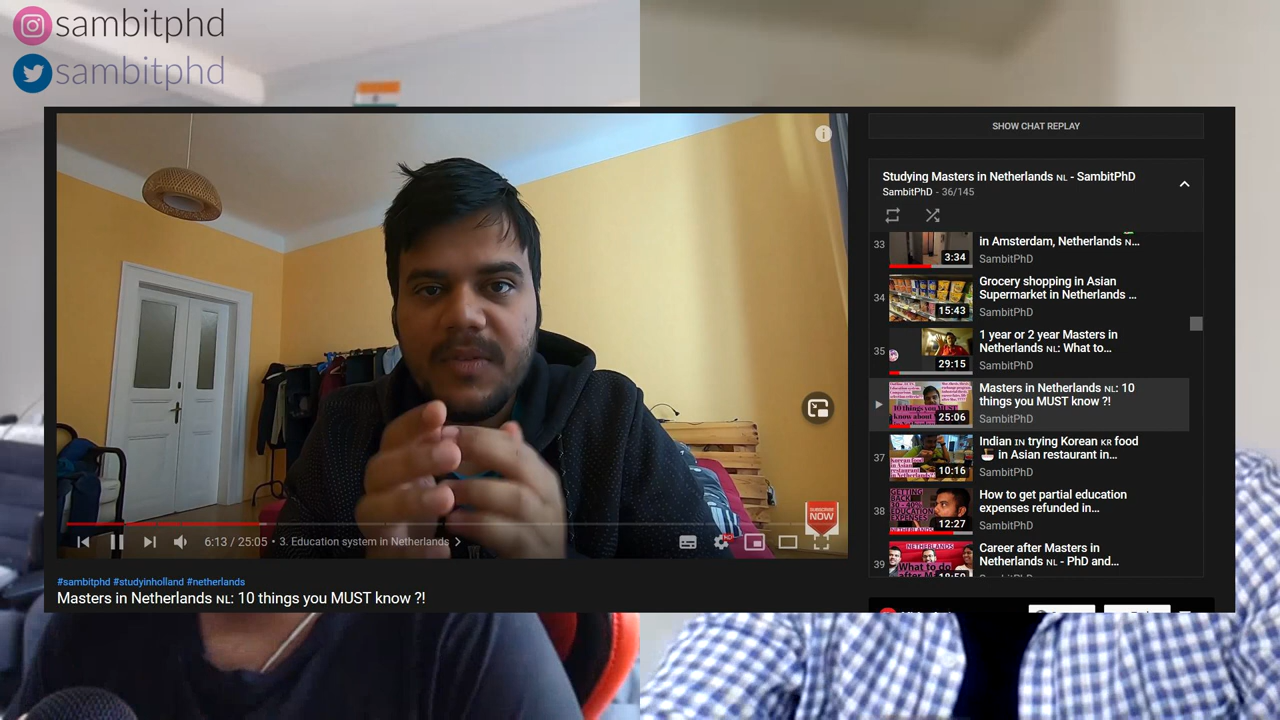 sambitphd
sambitphd
SHOW CHAT REPLAY
Studying Masters in Netherlands NL - SambitPhD
SambitPhD - 36/145
33
3:34
in Amsterdam, Netherlands N...
SambitPhD
34
15:43
Grocery shopping in Asian
Supermarket in Netherlands ...
SambitPhD
35
29:15
1 year or 2 year Masters in
Netherlands NL: What to...
SambitPhD
25:06
Masters in Netherlands NL: 10
things you MUST know ?!
SambitPhD
37
10:16
Indian IN trying Korean KR food
🍜 in Asian restaurant in...
SambitPhD
38
12:27
How to get partial education
expenses refunded in...
SambitPhD
39
Career after Masters in
Netherlands NL - PhD and...
SUBSCRIBE
NOW
6:13 / 25:05 • 3. Education system in Netherlands
#sambitphd #studyinholland #netherlands
Masters in Netherlands NL: 10 things you MUST know ?!